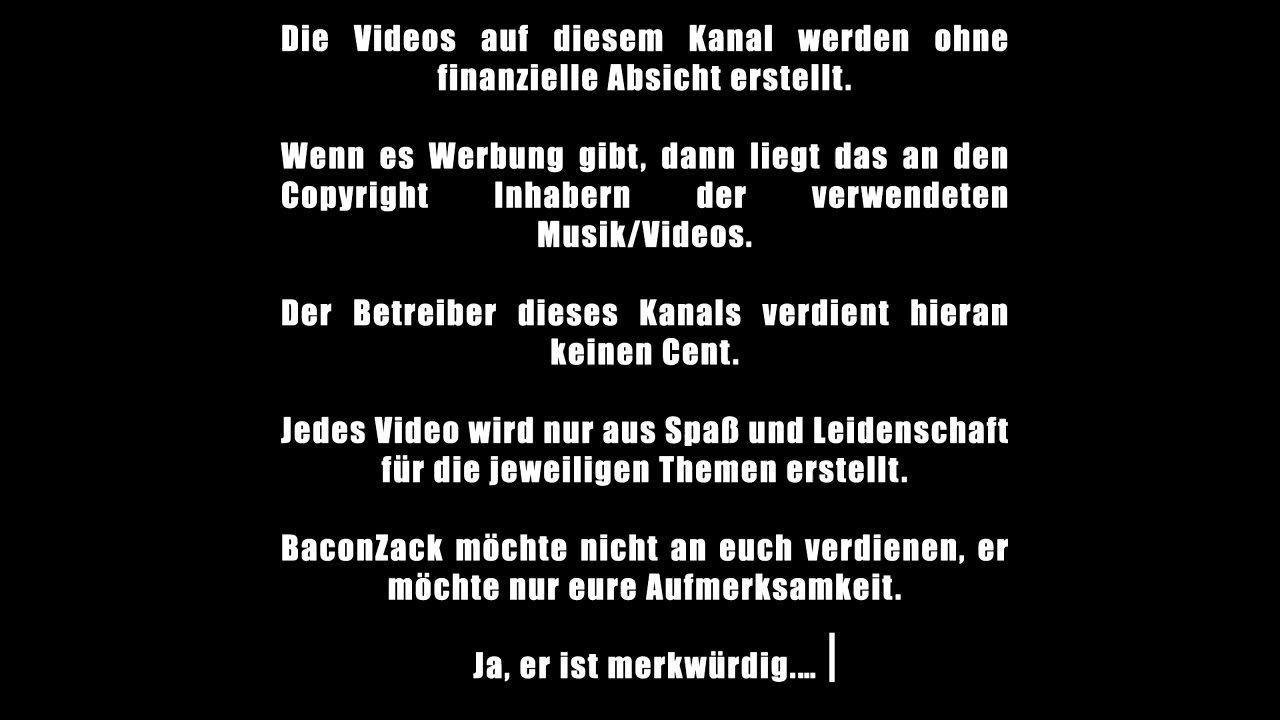 Die Videos auf diesem Kanal werden ohne
finanzielle Absicht erstellt.
Wenn es Werbung gibt, dann liegt das an den
Copyright Inhabern der verwendeten
Musik/Videos.
Der Betreiber dieses Kanals verdient hieran
keinen Cent.
Jedes Video wird nur aus Spaß und Leidenschaft
für die jeweiligen Themen erstellt.
BaconZack möchte nicht an euch verdienen, er
möchte nur eure Aufmerksamkeit.
Ja, er ist merkwürdig....